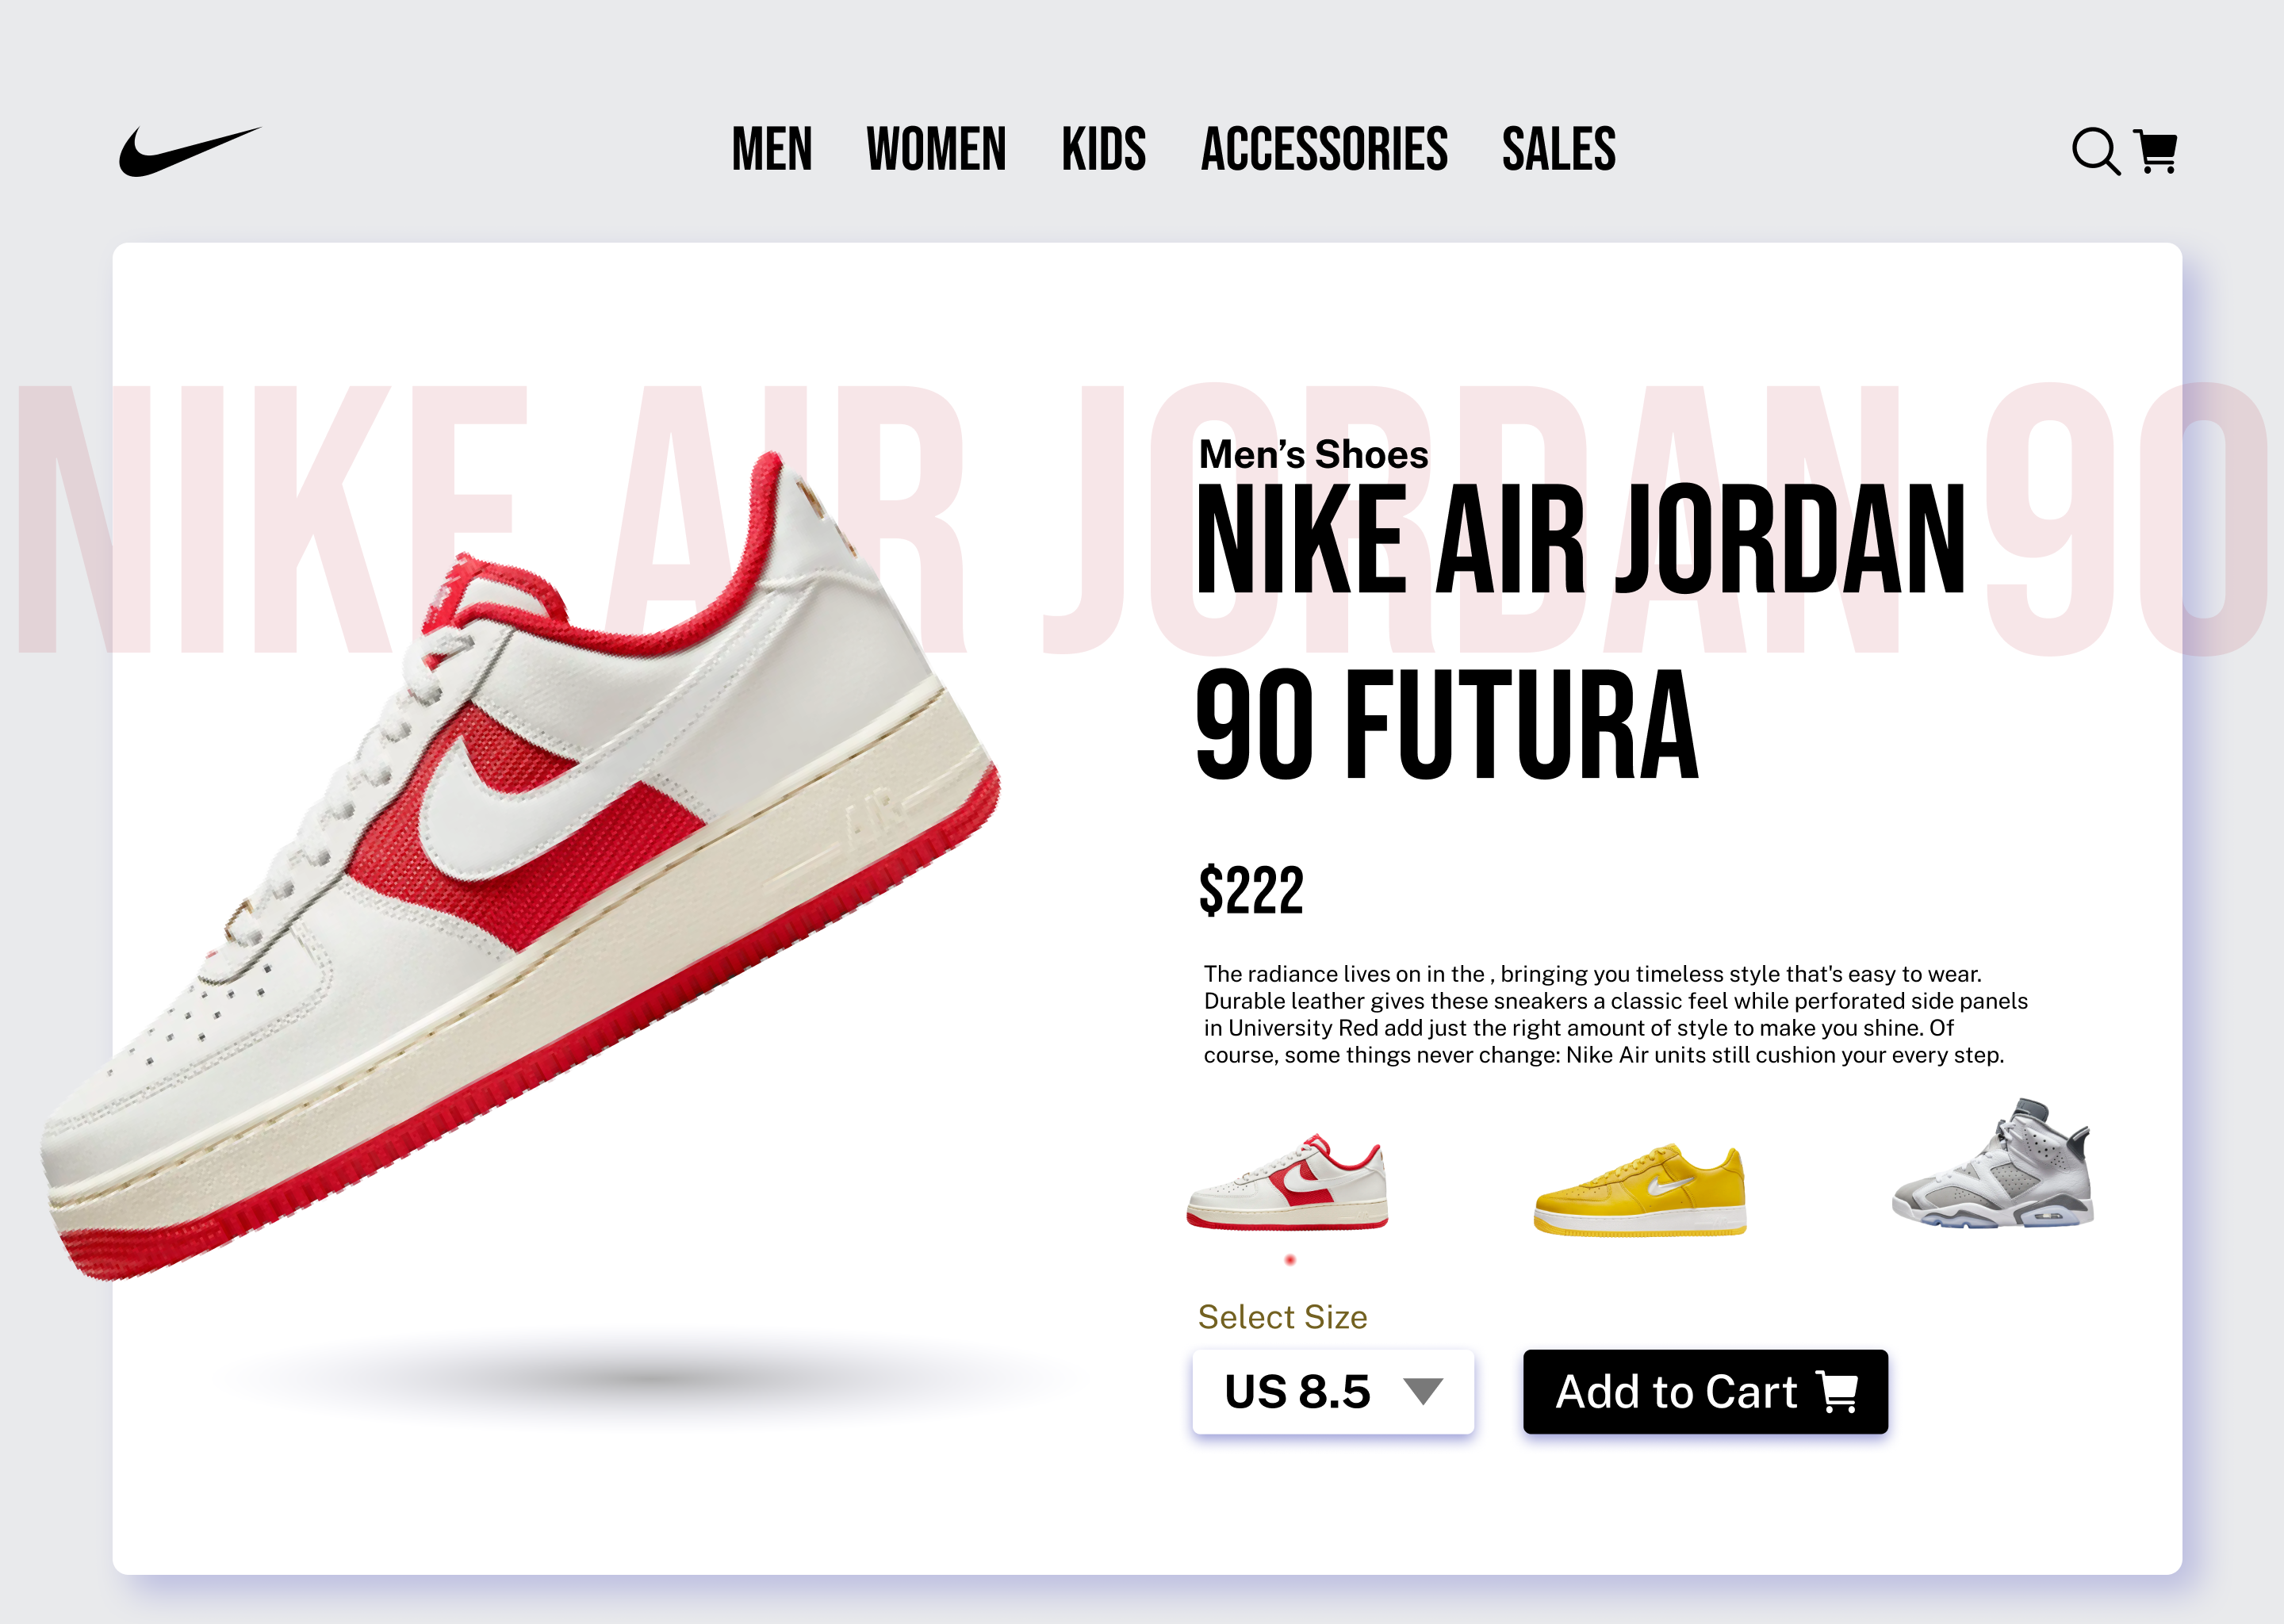 MEN WOMEN KIDS ACCESSORIES SALES
NIKE AIR JORDAN 90
Men’s Shoes
NIKE AIR JORDAN
90 FUTURA
$222
The radiance lives on in the , bringing you timeless style that's easy to wear.
Durable leather gives these sneakers a classic feel while perforated side panels
in University Red add just the right amount of style to make you shine. Of
course, some things never change: Nike Air units still cushion your every step.
AIR
Select Size
US 8.5
Add to Cart